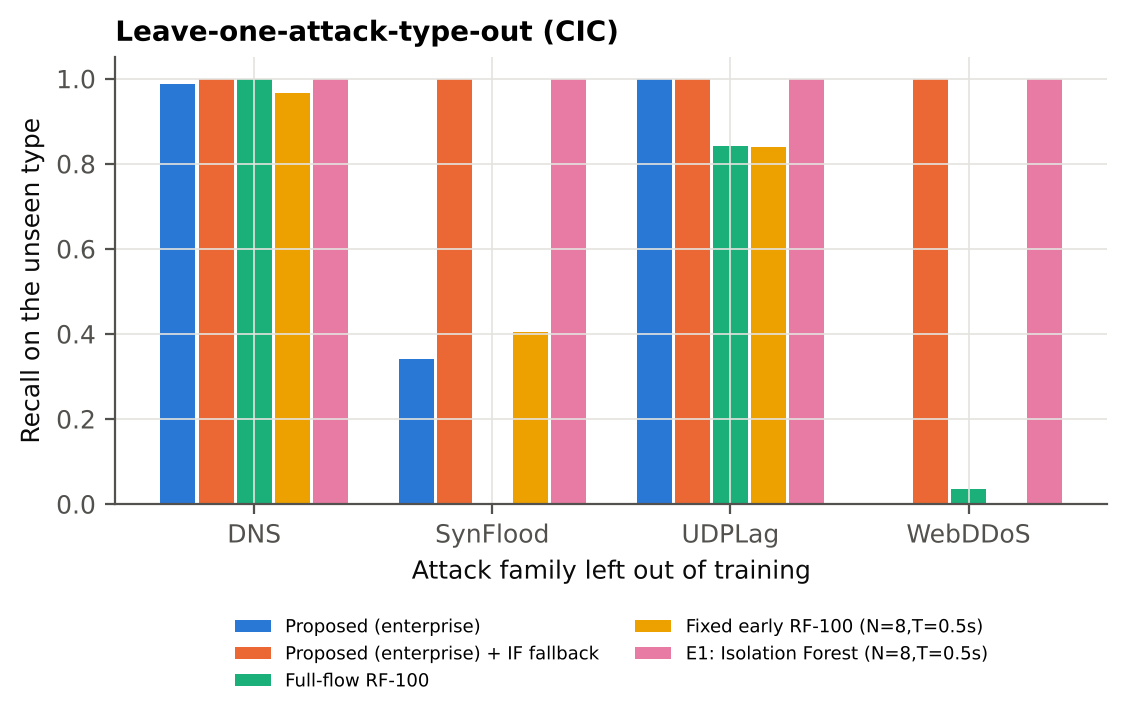 Leave-one-attack-type-out (CIC)
Recall on the unseen type
1.0
0.8
0.6
0.4
0.2
0.0
DNS SynFlood UDPLag WebDDoS
Attack family left out of training
Proposed (enterprise)
Proposed (enterprise) + IF fallback
Full-flow RF-100
Fixed early RF-100 (N=8,T=0.5s)
E1: Isolation Forest (N=8,T=0.5s)